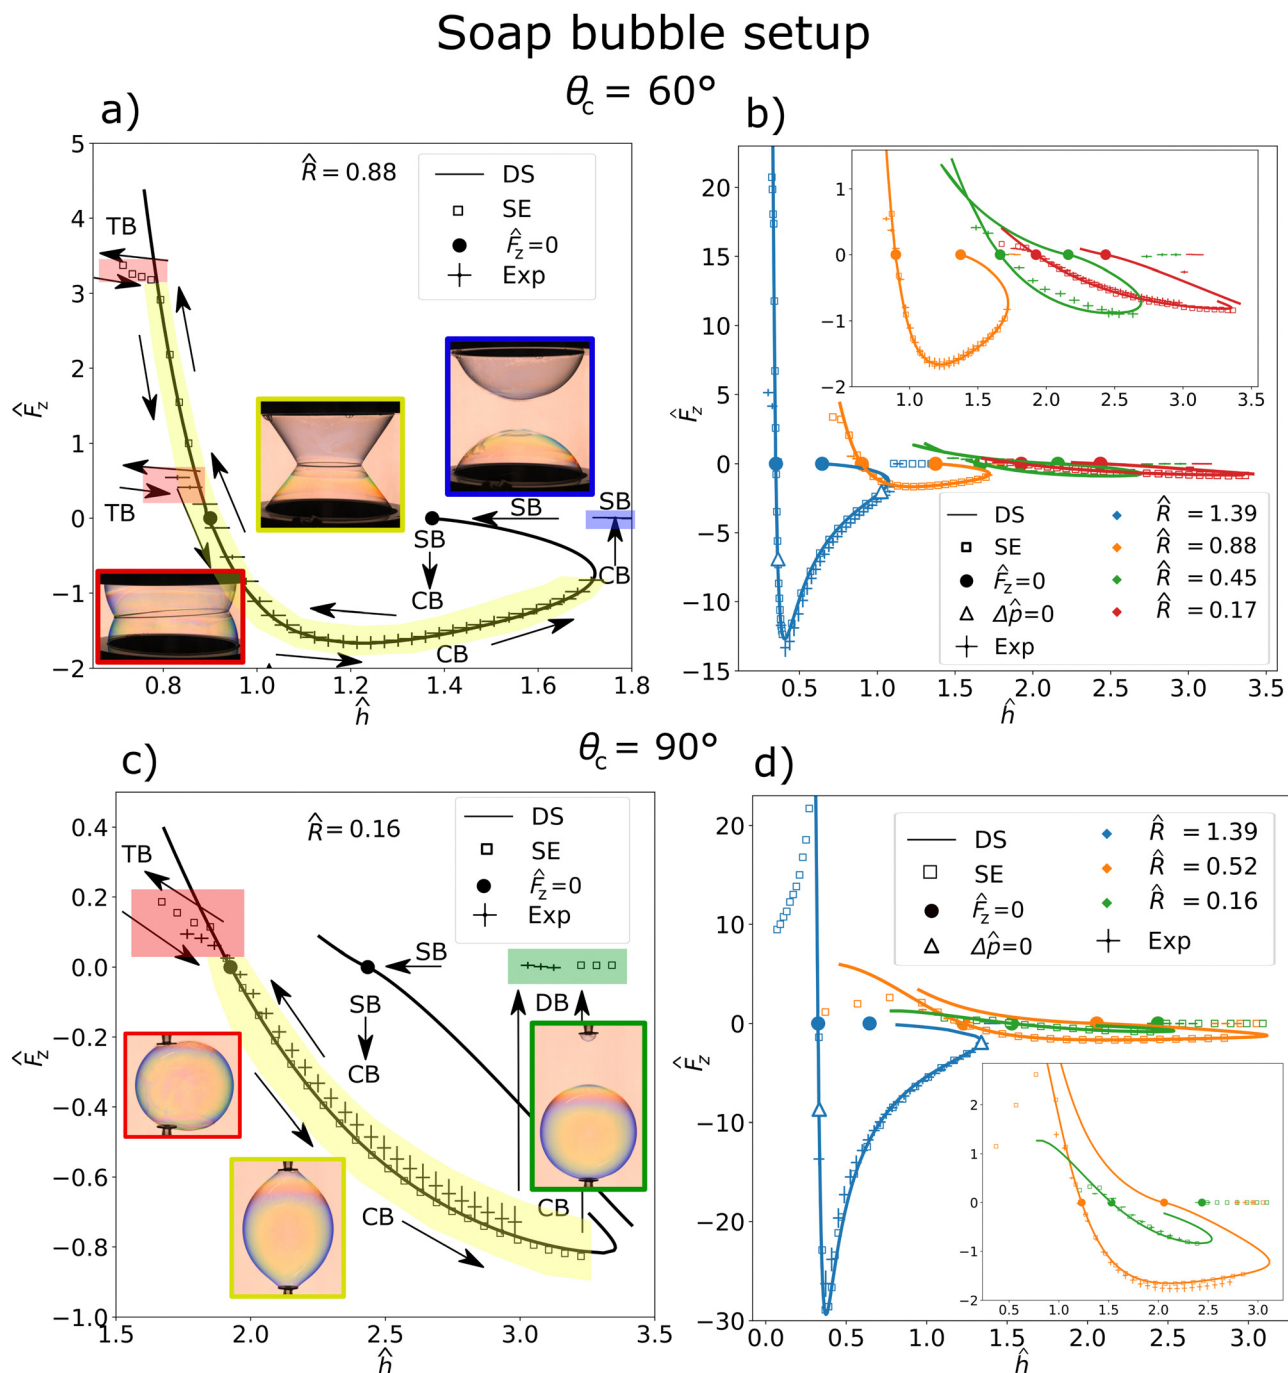 Soap bubble setup
θc = 60°
a)
R̂ = 0.88
DS
SE
F̂z=0
Exp
TB
TB
SB
SB
SB
CB
CB
CB
F̂z
5
4
3
2
1
0
−1
−2
0.8
1.0
1.2
1.4
1.6
1.8
ĥ
b)
20
15
10
5
0
−5
−10
−15
F̂z
1
0
−1
−2
1.0
1.5
2.0
2.5
3.0
3.5
DS
SE
F̂z=0
Δp̂=0
Exp
R̂ = 1.39
R̂ = 0.88
R̂ = 0.45
R̂ = 0.17
0.5
1.0
1.5
2.0
2.5
3.0
3.5
ĥ
θc = 90°
c)
R̂ = 0.16
DS
SE
F̂z=0
Exp
TB
SB
SB
CB
DB
CB
CB
F̂z
0.4
0.2
0.0
−0.2
−0.4
−0.6
−0.8
−1.0
1.5
2.0
2.5
3.0
3.5
ĥ
d)
DS
SE
F̂z=0
Δp̂=0
R̂ = 1.39
R̂ = 0.52
R̂ = 0.16
Exp
F̂z
20
10
0
−10
−20
−30
2
1
0
−1
−2
0.5
1.0
1.5
2.0
2.5
3.0
0.0
0.5
1.0
1.5
2.0
2.5
3.0
ĥ